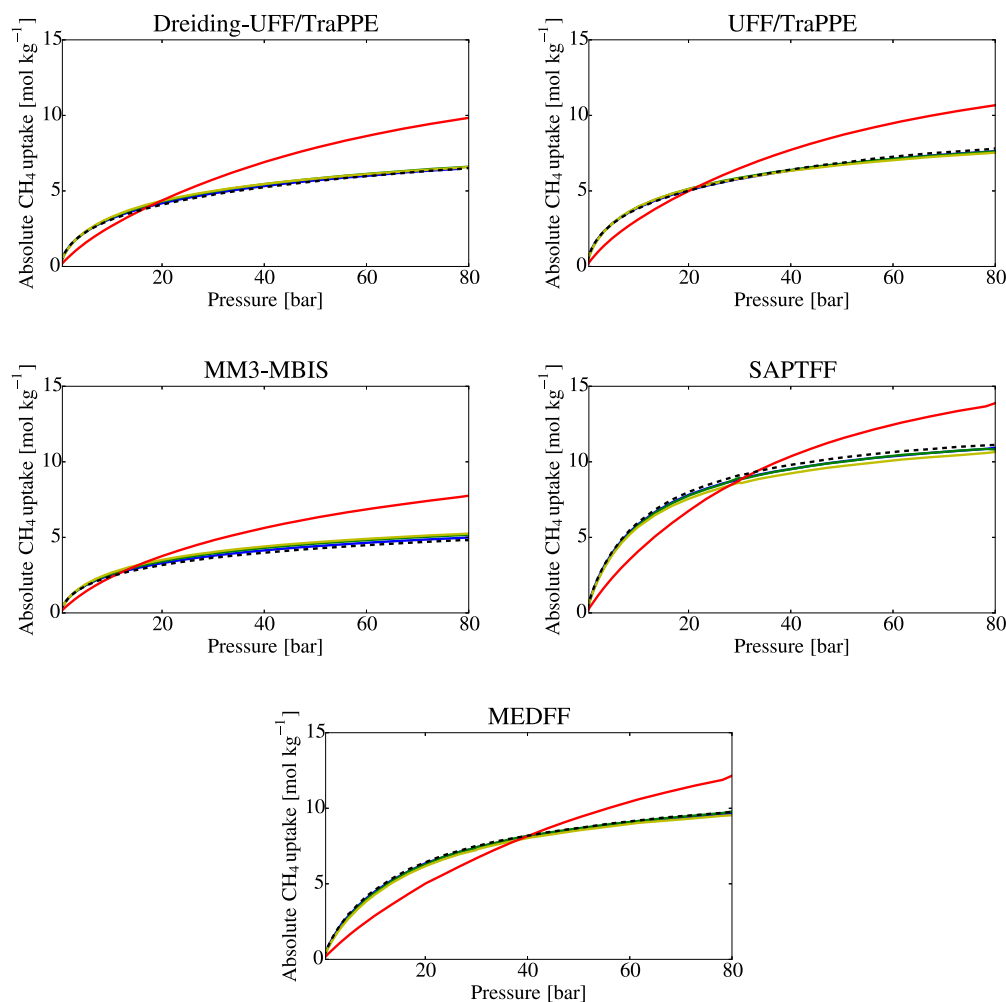 Dreiding-UFF/TraPPE
Absolute CH₄ uptake [mol kg⁻¹]
15
10
5
0
20
40
60
80
Pressure [bar]
UFF/TraPPE
Absolute CH₄ uptake [mol kg⁻¹]
15
10
5
0
20
40
60
80
Pressure [bar]
MM3-MBIS
Absolute CH₄ uptake [mol kg⁻¹]
15
10
5
0
20
40
60
80
Pressure [bar]
SAPTFF
Absolute CH₄ uptake [mol kg⁻¹]
15
10
5
0
20
40
60
80
Pressure [bar]
MEDFF
Absolute CH₄ uptake [mol kg⁻¹]
15
10
5
0
20
40
60
80
Pressure [bar]